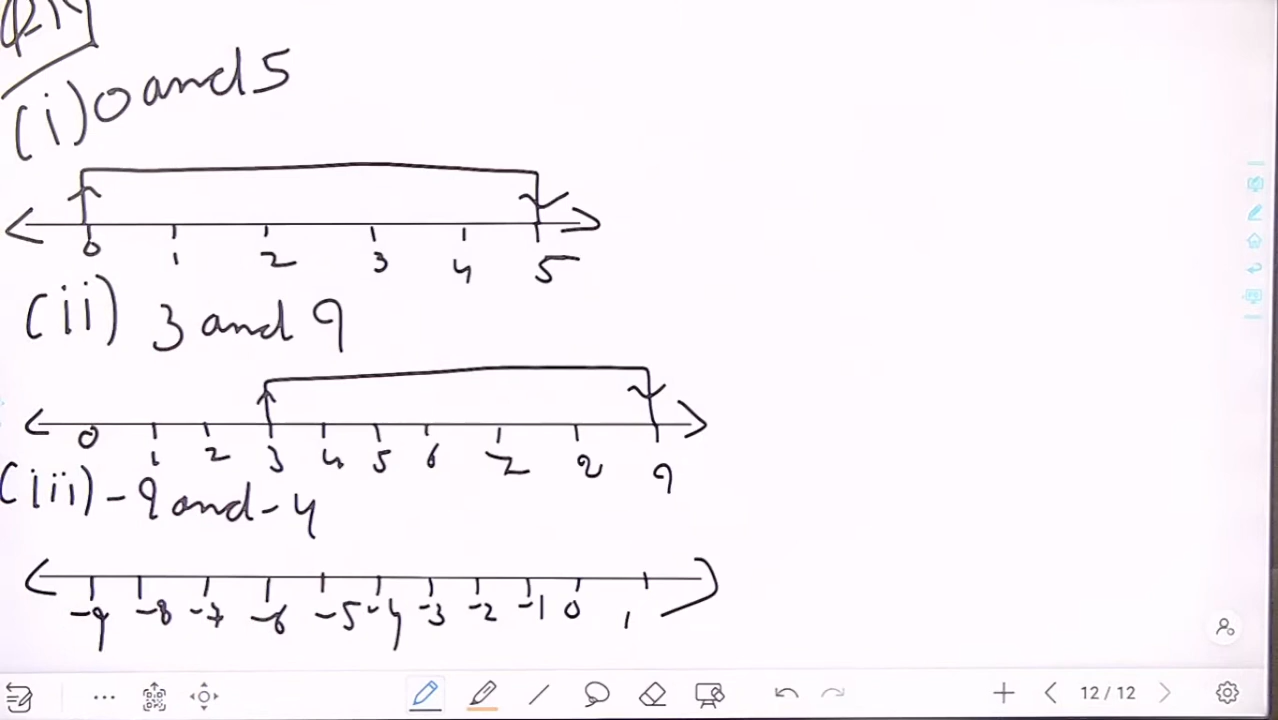 (i) 0 and 5
0 1 2 3 4 5
(ii) 3 and 9
0 1 2 3 4 5 6 7 8 9
(iii) -9 and -4
-9 -8 -7 -6 -5 -4 -3 -2 -1 0 1
12 / 12